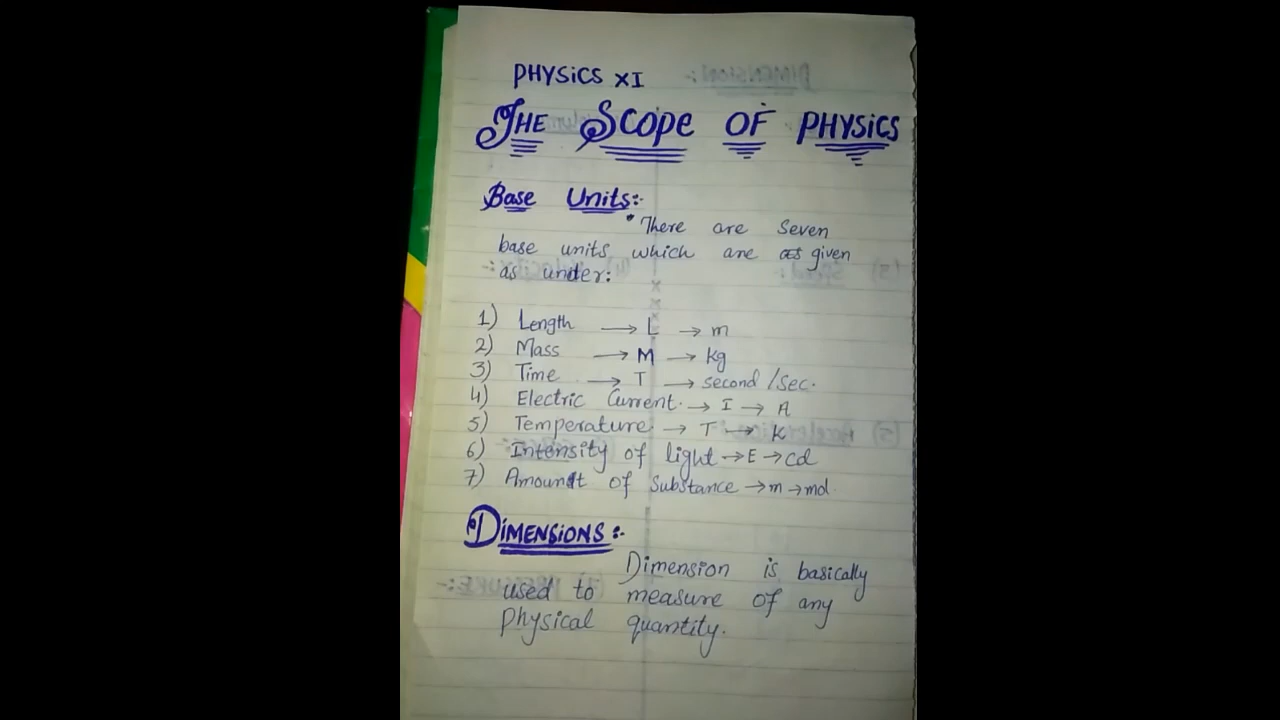 PHYSICS XI
THE SCOPE OF PHYSICS
Base Units:-
"There are Seven
base units which are as given
as under:
1) Length → L → m
2) Mass → M → kg
3) Time → T → second / sec.
4) Electric Current → I → A
5) Temperature → T → K
6) Intensity of light → E → cd
7) Amount of Substance → m → mol
DIMENSIONS:-
Dimension is basically
used to measure of any
physical quantity.